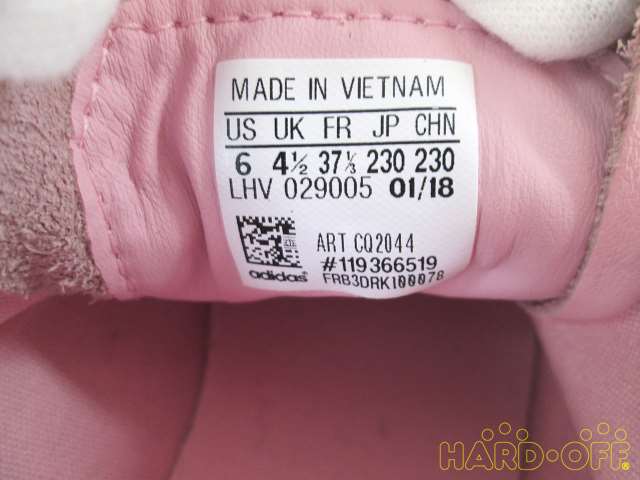 MADE IN VIETNAM
US UK FR JP CHN
6 4½ 37⅓ 230 230
LHV 029005 01/18
ART CQ2044
#119366519
adidas FRB3DRK100078
HARD-OFF